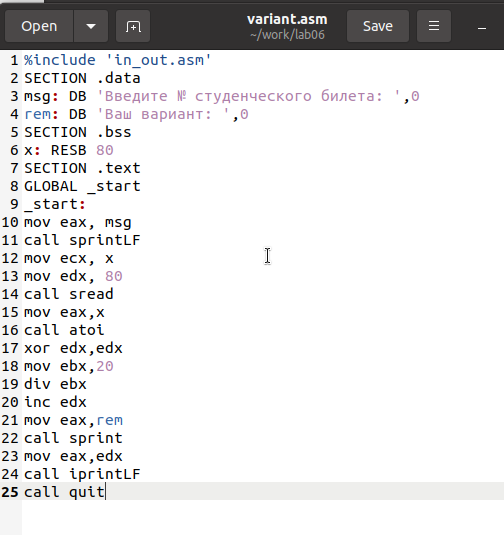 Open
variant.asm
~/work/lab06
Save
1 %include 'in_out.asm'
2 SECTION .data
3 msg: DB 'Введите № студенческого билета: ',0
4 rem: DB 'Ваш вариант: ',0
5 SECTION .bss
6 x: RESB 80
7 SECTION .text
8 GLOBAL _start
9 _start:
10 mov eax, msg
11 call sprintLF
12 mov ecx, x
13 mov edx, 80
14 call sread
15 mov eax,x
16 call atoi
17 xor edx,edx
18 mov ebx,20
19 div ebx
20 inc edx
21 mov eax,rem
22 call sprint
23 mov eax,edx
24 call iprintLF
25 call quit